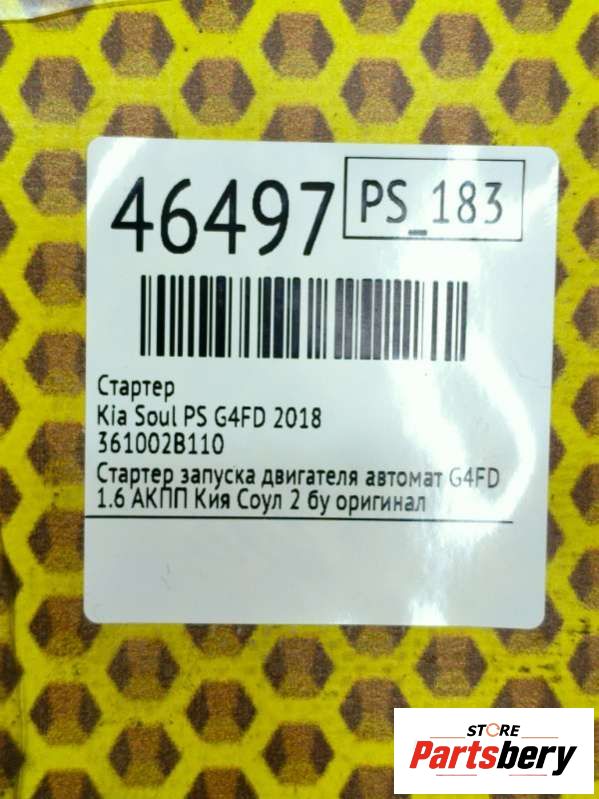 46497
PS_183
Стартер
Kia Soul PS G4FD 2018
361002B110
Стартер запуска двигателя автомат G4FD
1.6 АКПП Кия Соул 2 бу оригинал
STORE
Partsbery